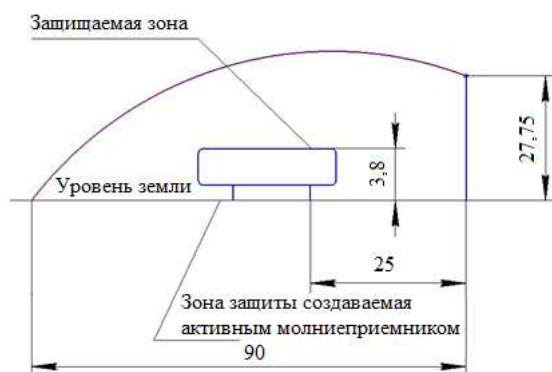 Защищаемая зона
27,75
3,8
Уровень земли
25
Зона защиты создаваемая
активным молниеприемником
90